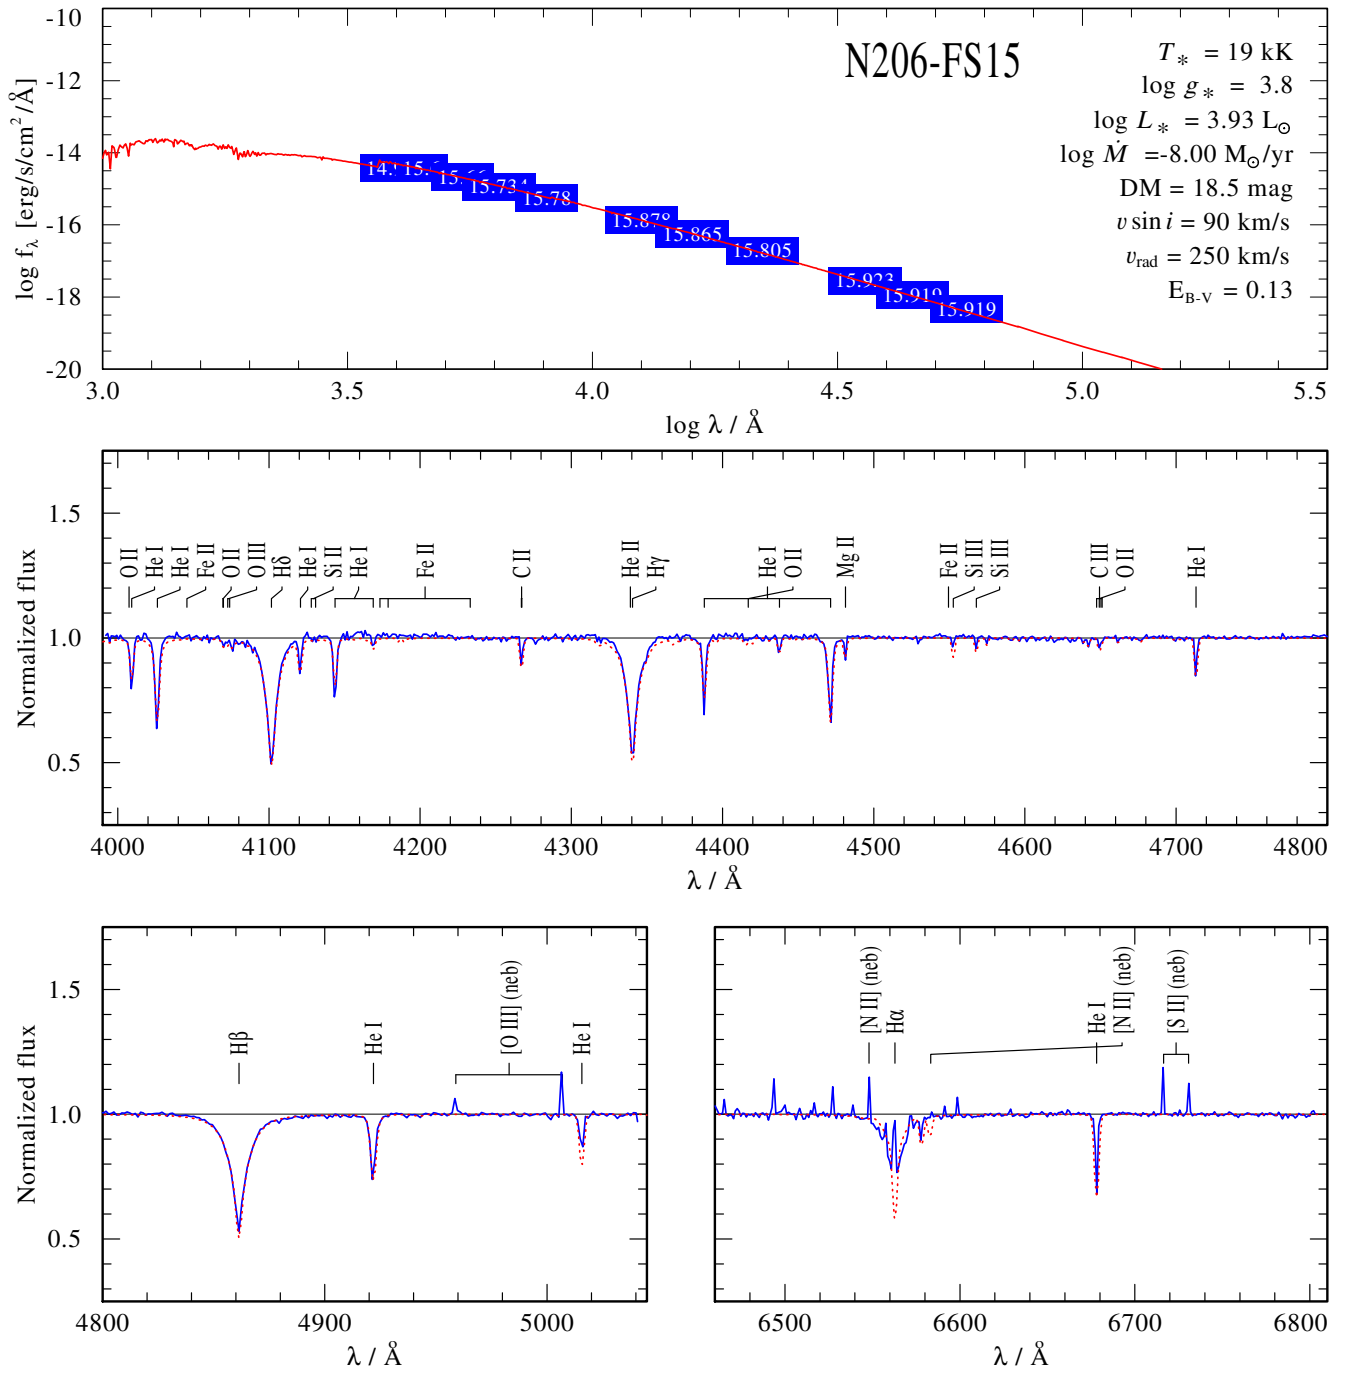 N206-FS15
T* = 19 kK
log g* = 3.8
log L* = 3.93 L⊙
log Ṁ =-8.00 M⊙/yr
DM = 18.5 mag
v sin i = 90 km/s
v_rad = 250 km/s
E_B-V = 0.13
15.734
15.78
15.878
15.865
15.805
15.923
15.919
15.919
-10
-12
-14
-16
-18
-20
log f_λ [erg/s/cm²/Å]
3.0 3.5 4.0 4.5 5.0 5.5
log λ / Å
O II He I He I Fe II O II O III Hδ He I Si II He I Fe II C II He II Hγ He I O II Mg II Fe II Si III Si III C III O II He I
1.5
1.0
0.5
Normalized flux
4000 4100 4200 4300 4400 4500 4600 4700 4800
λ / Å
Hβ He I [O III] (neb) He I
1.5
1.0
0.5
Normalized flux
4800 4900 5000
λ / Å
[N II] (neb) Hα He I [N II] (neb) [S II] (neb)
6500 6600 6700 6800
λ / Å